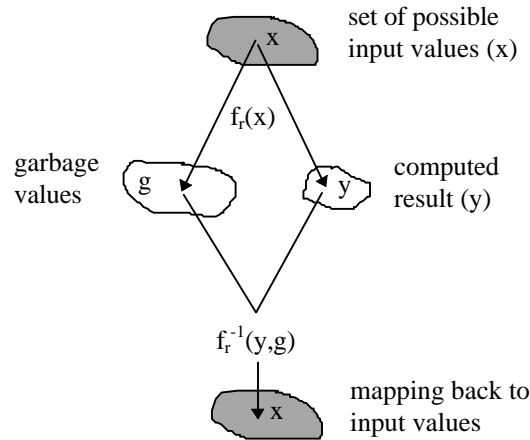 set of possible
x
input values (x)
fᵣ(x)
garbage
values
g
y
computed
result (y)
fᵣ⁻¹(y,g)
x
mapping back to
input values